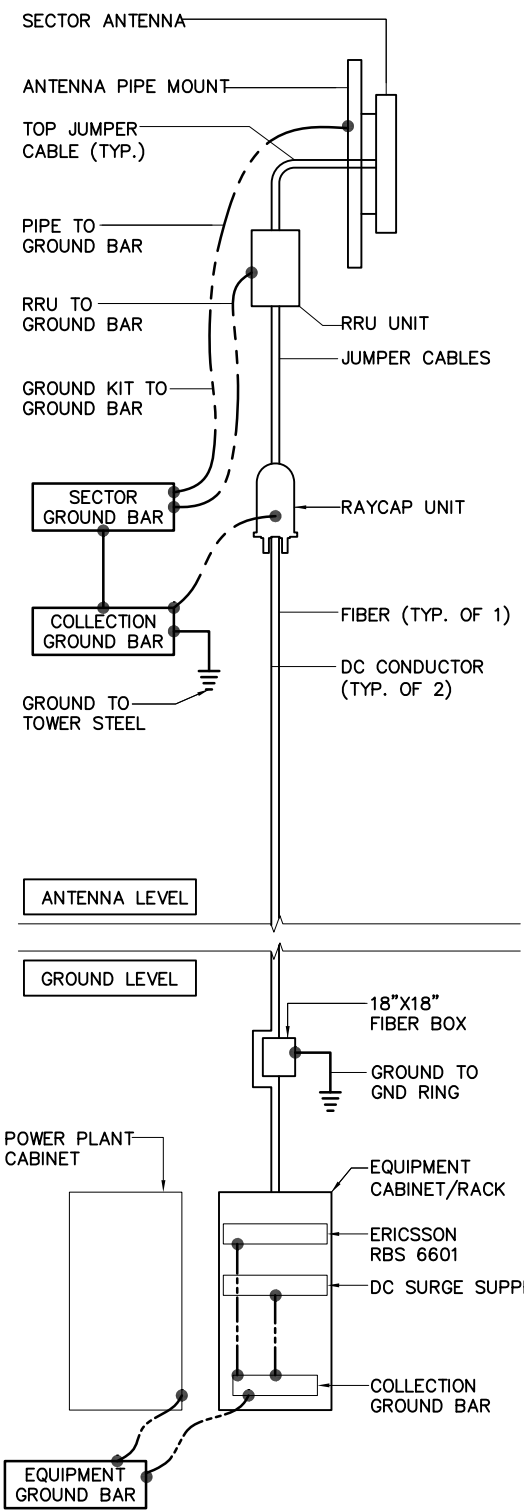 SECTOR ANTENNA
ANTENNA PIPE MOUNT
TOP JUMPER
CABLE (TYP.)
PIPE TO
GROUND BAR
RRU TO
GROUND BAR
RRU UNIT
JUMPER CABLES
GROUND KIT TO
GROUND BAR
SECTOR
GROUND BAR
RAYCAP UNIT
COLLECTION
GROUND BAR
FIBER (TYP. OF 1)
DC CONDUCTOR
(TYP. OF 2)
GROUND TO
TOWER STEEL
ANTENNA LEVEL
GROUND LEVEL
18"X18"
FIBER BOX
GROUND TO
GND RING
POWER PLANT
CABINET
EQUIPMENT
CABINET/RACK
ERICSSON
RBS 6601
DC SURGE
COLLECTION
GROUND BAR
EQUIPMENT
GROUND BAR